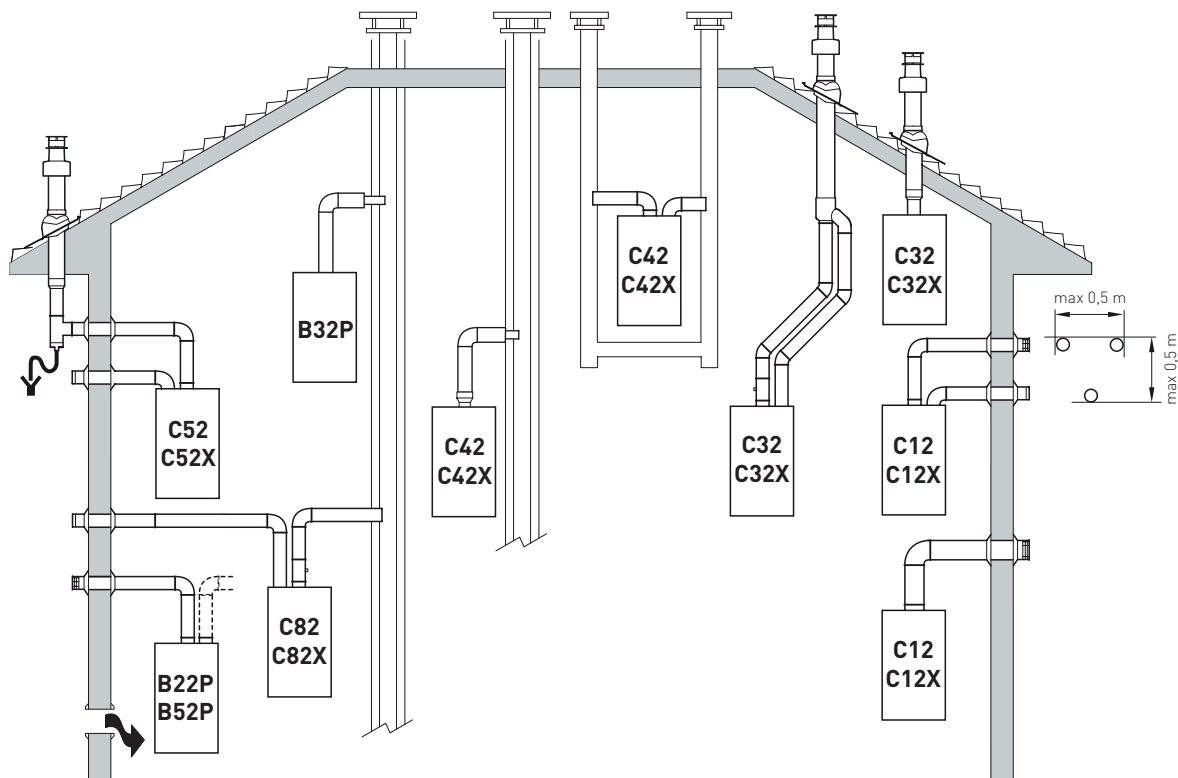 C42
C42X
C32
C32X
B32P
max 0,5 m
max 0,5 m
C52
C52X
C42
C42X
C32
C32X
C12
C12X
C82
C82X
B22P
B52P
C12
C12X